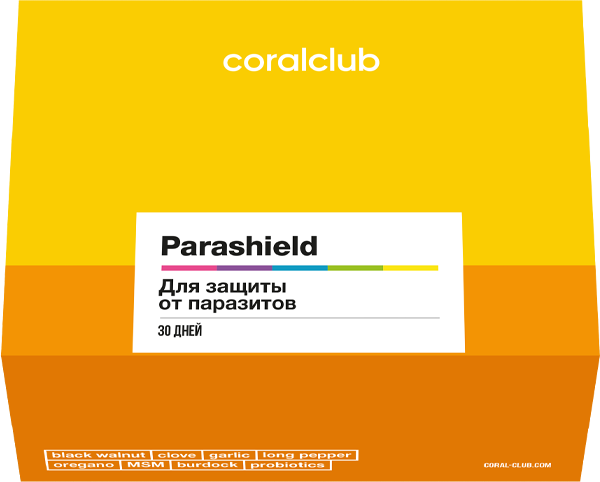 coralclub
Parashield
Для защиты
от паразитов
30 ДНЕЙ
black walnut clove garlic long pepper
oregano MSM burdock probiotics
CORAL-CLUB.COM